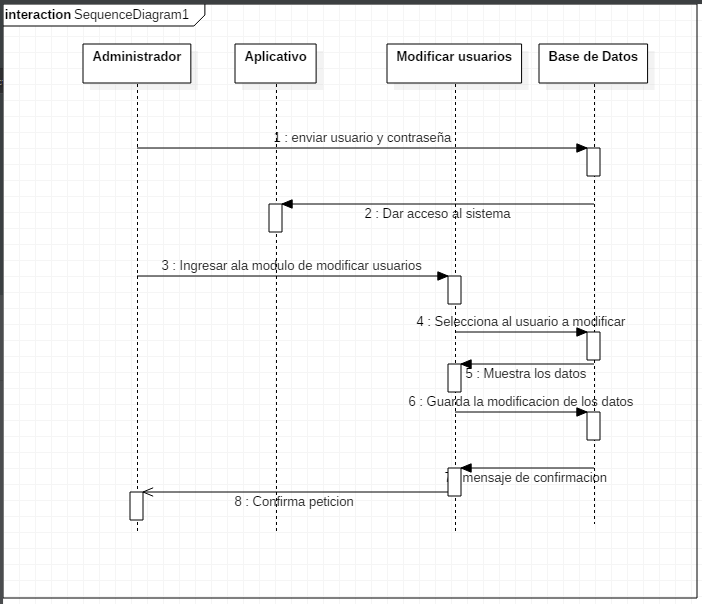 interaction SequenceDiagram1
Administrador
Aplicativo
Modificar usuarios
Base de Datos
1 : enviar usuario y contraseña
2 : Dar acceso al sistema
3 : Ingresar ala modulo de modificar usuarios
4 : Selecciona al usuario a modificar
5 : Muestra los datos
6 : Guarda la modificacion de los datos
7 : mensaje de confirmacion
8 : Confirma peticion